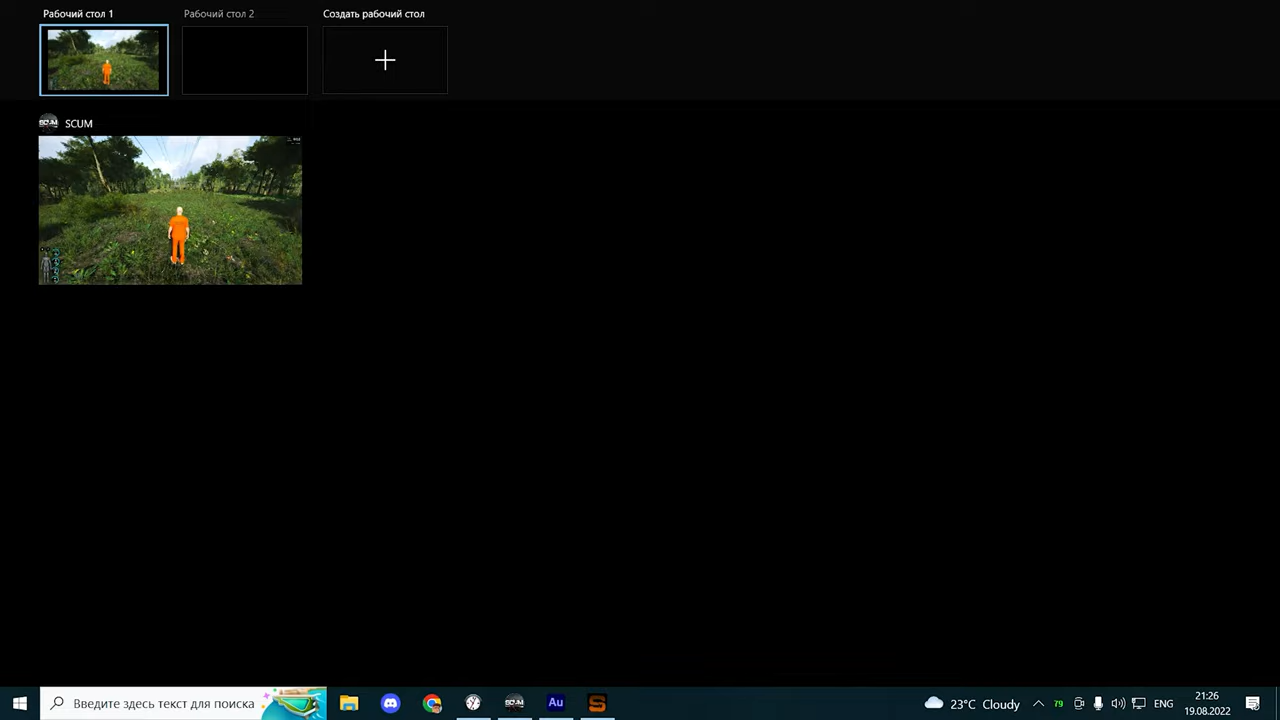 Рабочий стол 1
Рабочий стол 2
Создать рабочий стол
SCUM
Введите здесь текст для поиска
Au
23°C Cloudy
79
ENG
21:26
19.08.2022